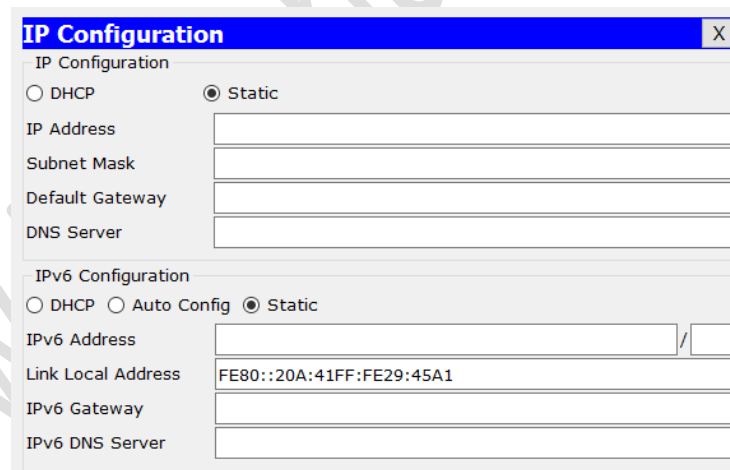 IP Configuration X
IP Configuration
DHCP Static
IP Address
Subnet Mask
Default Gateway
DNS Server
IPv6 Configuration
DHCP Auto Config Static
IPv6 Address /
Link Local Address FE80::20A:41FF:FE29:45A1
IPv6 Gateway
IPv6 DNS Server